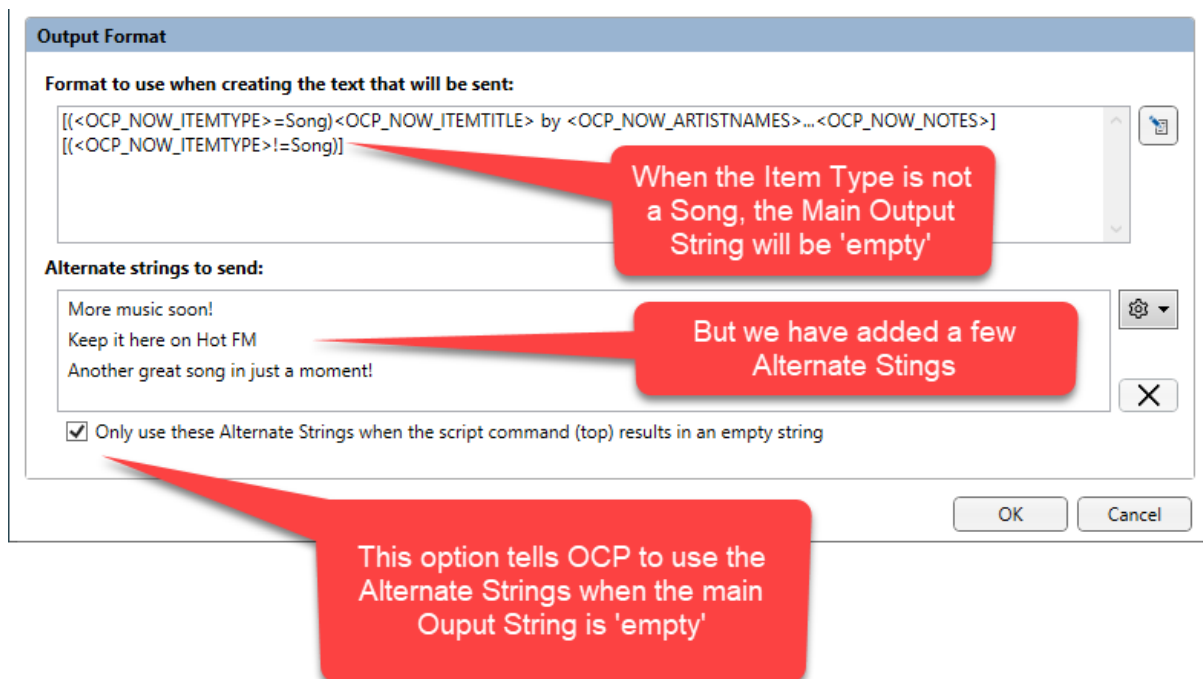 Output Format
Format to use when creating the text that will be sent:
[(<OCP_NOW_ITEMTYPE>=Song)<OCP_NOW_ITEMTITLE> by <OCP_NOW_ARTISTNAMES>...<OCP_NOW_NOTES>]
[(<OCP_NOW_ITEMTYPE>!=Song)]
When the Item Type is not
a Song, the Main Output
String will be 'empty'
Alternate strings to send:
More music soon!
Keep it here on Hot FM
Another great song in just a moment!
But we have added a few
Alternate Stings
Only use these Alternate Strings when the script command (top) results in an empty string
OK
Cancel
This option tells OCP to use the
Alternate Strings when the main
Ouput String is 'empty'